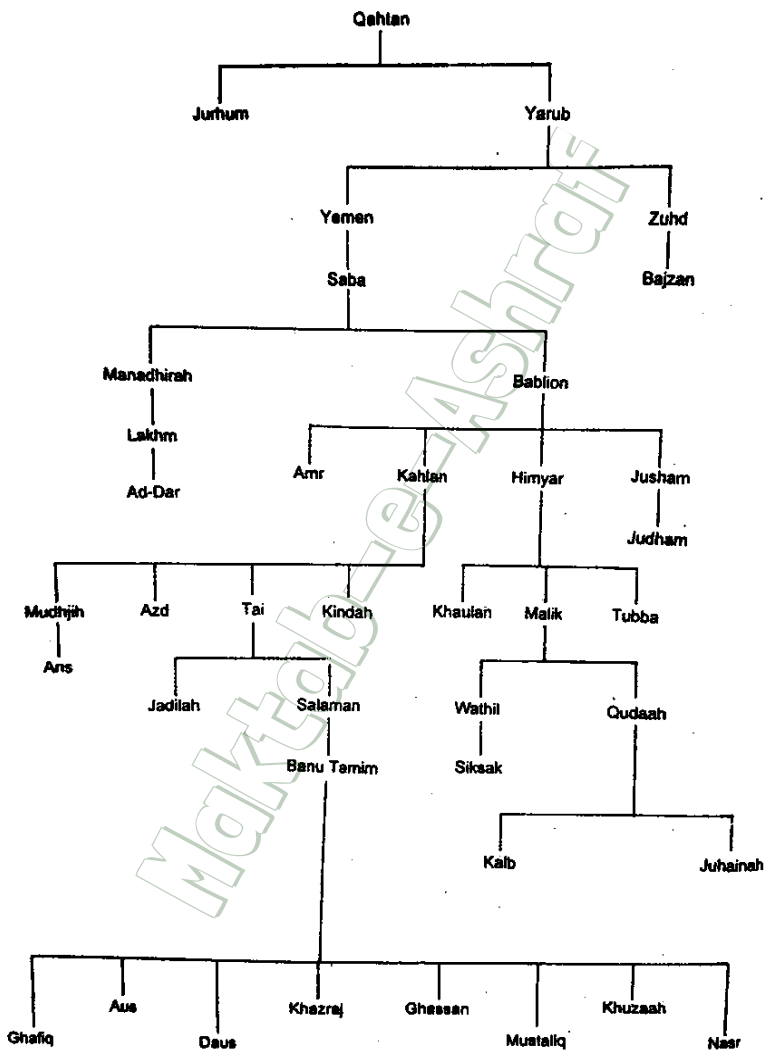 Qahtan
Jurhum Yarub
Yemen Zuhd
Saba Bajzan
Manadhirah Bablion
Lakhm Amr Kahlan Himyar Jusham
Ad-Dar
Judham
Mudhjih Azd Tai Kindah Khaulan Malik Tubba
Ans
Jadilah Salaman Wathil Qudaah
Banu Tamim Siksak
Kalb Juhainah
Aus Khazraj Ghassan Khuzaah
Ghafiq Daus Mustaliq Nasr
Maktab-e-Ashraf